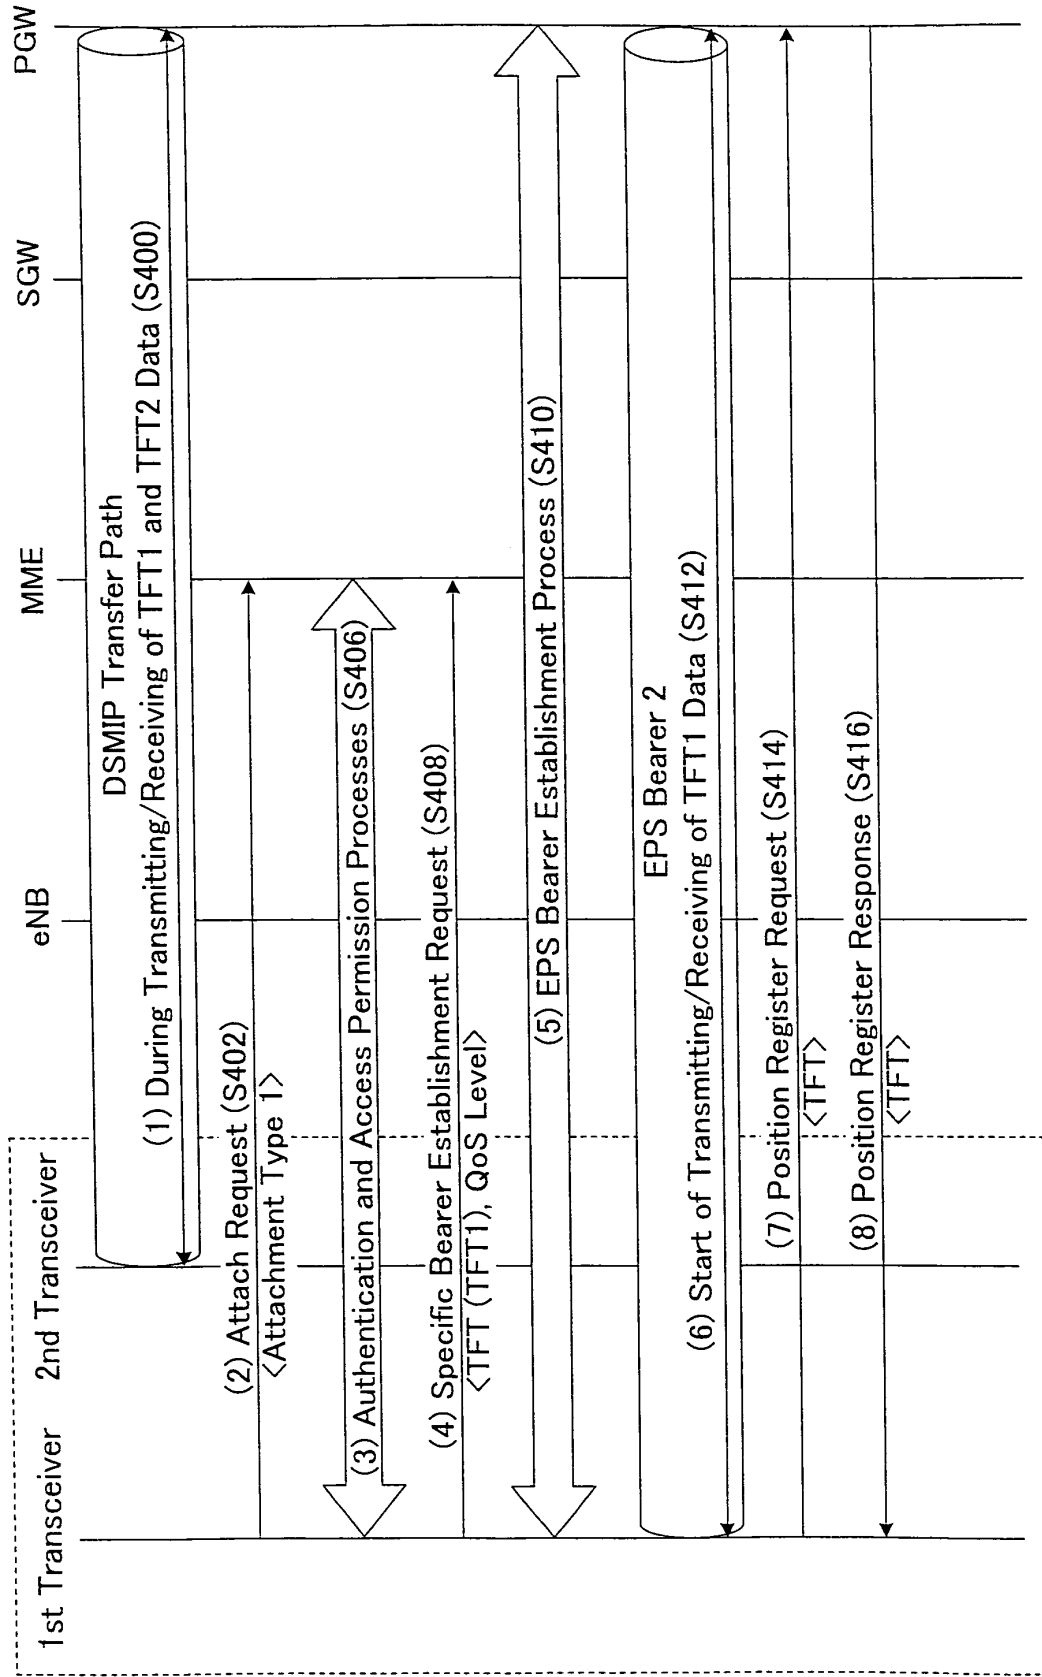 1st Transceiver
2nd Transceiver
eNB
MME
SGW
PGW
DSMIP Transfer Path
(1) During Transmitting/Receiving of TFT1 and TFT2 Data (S400)
(2) Attach Request (S402)
<Attachment Type 1>
(3) Authentication and Access Permission Processes (S406)
(4) Specific Bearer Establishment Request (S408)
<TFT (TFT1), QoS Level>
(5) EPS Bearer Establishment Process (S410)
EPS Bearer 2
(6) Start of Transmitting/Receiving of TFT1 Data (S412)
(7) Position Register Request (S414)
<TFT>
(8) Position Register Response (S416)
<TFT>